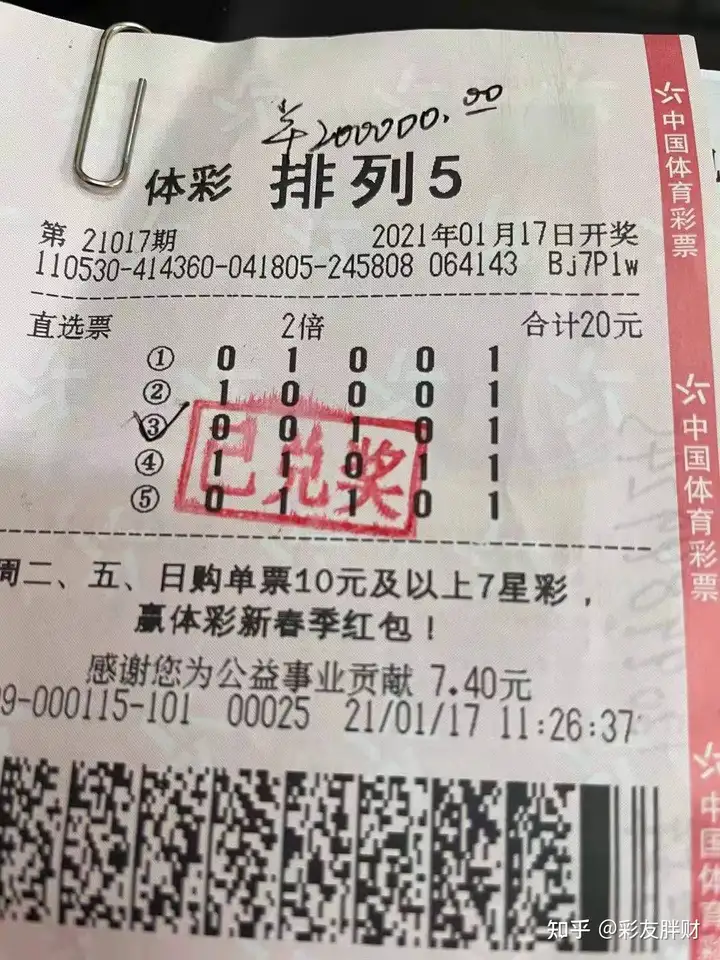 ¥200000.00
体彩 排列5
第 21017期 2021年01月17日开奖
110530-414360-041805-245808 064143 Bj7P1w
直选票 2倍 合计20元
① 0 1 0 0 1
② 1 0 0 0 1
③ 0 0 1 0 1
④ 1 1 0 1 1
⑤ 0 1 1 0 1
已兑奖
周二、五、日购单票10元及以上7星彩，
赢体彩新春季红包！
感谢您为公益事业贡献 7.40元
9-000115-101 00025 21/01/17 11:26:37
中国体育彩票
中国体育彩票
中国体育彩
知乎 @彩友胖财